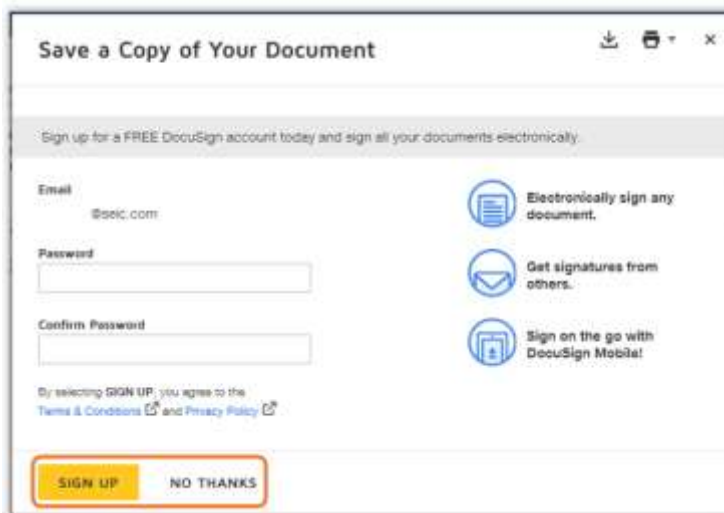 Save a Copy of Your Document
Sign up for a FREE DocuSign account today and sign all your documents electronically.
Email
@seic.com
Password
Confirm Password
By selecting SIGN UP, you agree to the
Terms & Conditions and Privacy Policy
SIGN UP NO THANKS
Electronically sign any
document.
Get signatures from
others.
Sign on the go with
DocuSign Mobile!